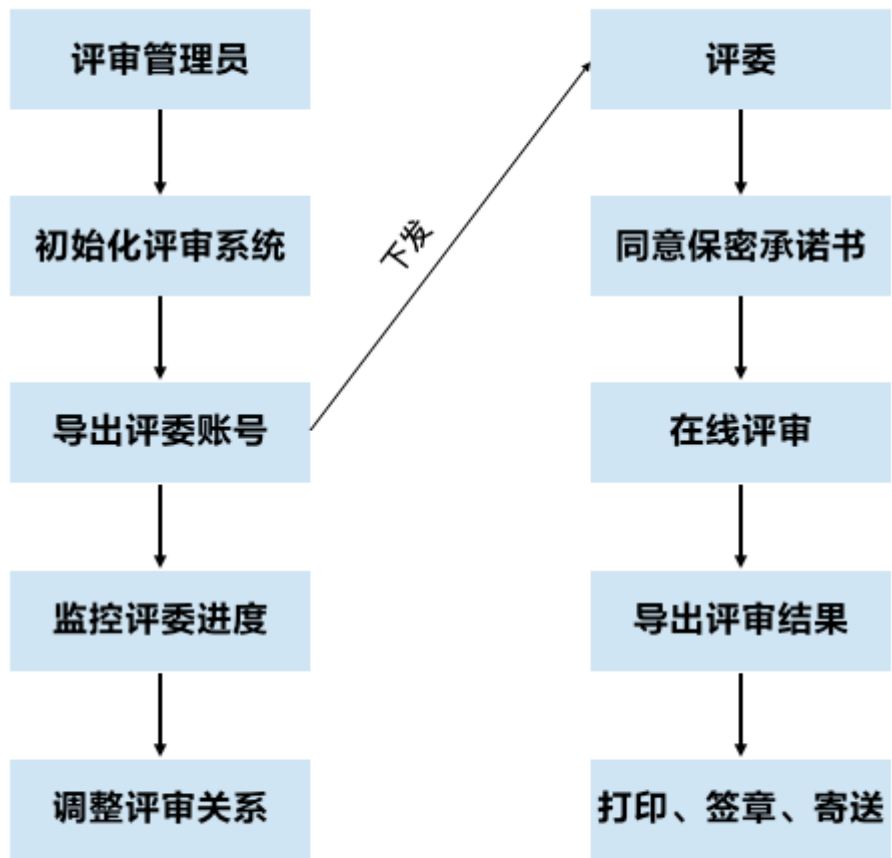 评审管理员
初始化评审系统
导出评委账号
监控评委进度
调整评审关系
下发
评委
同意保密承诺书
在线评审
导出评审结果
打印、签章、寄送